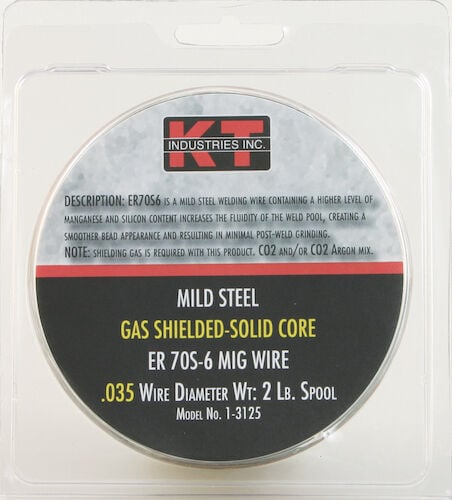 KT
INDUSTRIES INC.
DESCRIPTION: ER70S6 IS A MILD STEEL WELDING WIRE CONTAINING A HIGHER LEVEL OF
MANGANESE AND SILICON CONTENT INCREASES THE FLUIDITY OF THE WELD POOL, CREATING A
SMOOTHER BEAD APPEARANCE AND RESULTING IN MINIMAL POST-WELD GRINDING.
NOTE: SHIELDING GAS IS REQUIRED WITH THIS PRODUCT. CO2 AND/OR CO2 ARGON MIX.
MILD STEEL
GAS SHIELDED-SOLID CORE
ER 70S-6 MIG WIRE
.035 WIRE DIAMETER WT: 2 LB. SPOOL
MODEL NO. 1-3125